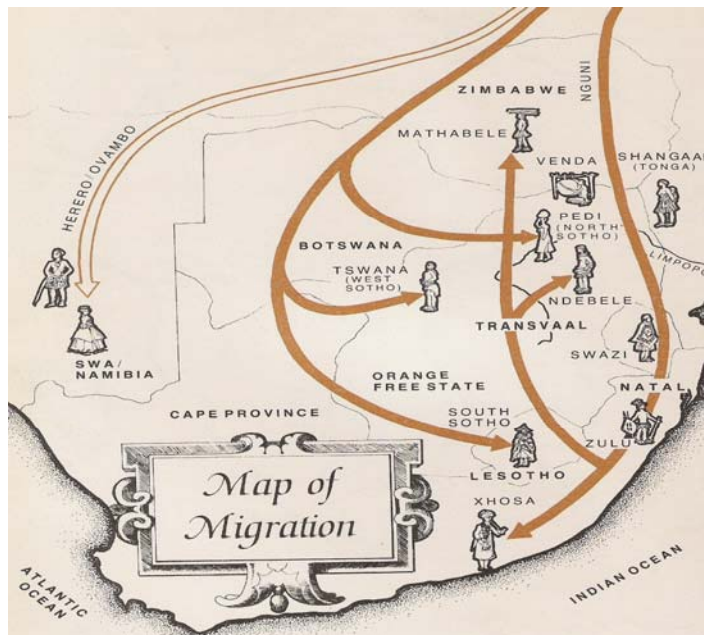 ZIMBABWE
NGUNI
MATHABELE
VENDA
SHANGAAN
(TONGA)
HERERO/OVAMBO
PEDI
(NORTH
SOTHO)
BOTSWANA
TSWANA
(WEST
SOTHO)
NDEBELE
TRANSVAAL
SWAZI
SWA/
NAMIBIA
ORANGE
FREE STATE
NATAL
CAPE PROVINCE
SOUTH
SOTHO
ZULU
LESOTHO
XHOSA
Map of
Migration
ATLANTIC
OCEAN
INDIAN OCEAN